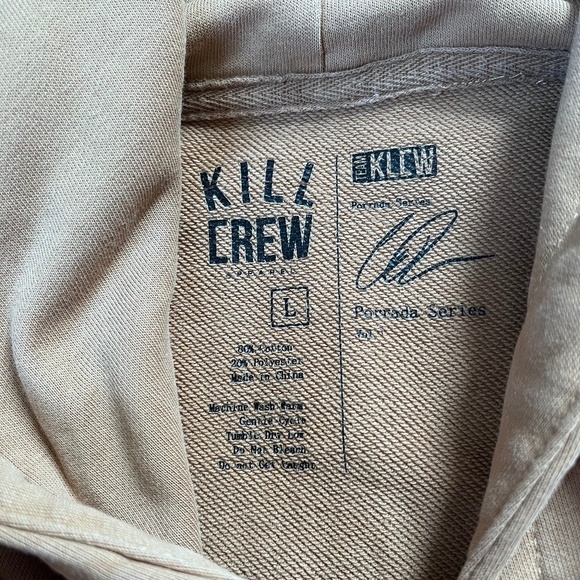 KILL
CREW
APPAREL
L
80% Cotton
20% Polyester
Made in China
Machine Wash Warm
Gentle Cycle
Tumble Dry Low
Do Not Bleach
Do not Get Caught
TEAM KLLW
Porrada Series
Porrada Series
Vol.